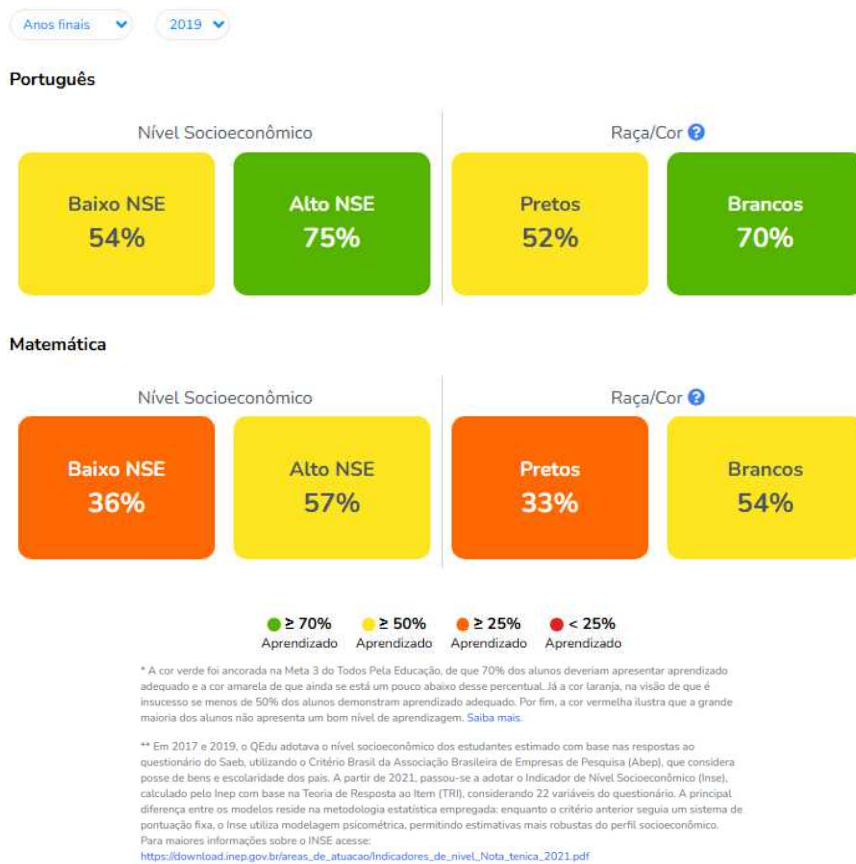 Anos finais
2019
Português
Nível Socioeconômico
Raça/Cor ?
Baixo NSE
54%
Alto NSE
75%
Pretos
52%
Brancos
70%
Matemática
Nível Socioeconômico
Raça/Cor ?
Baixo NSE
36%
Alto NSE
57%
Pretos
33%
Brancos
54%
≥ 70%
Aprendizado
≥ 50%
Aprendizado
≥ 25%
Aprendizado
< 25%
Aprendizado
* A cor verde foi ancorada na Meta 3 do Todos Pela Educação, de que 70% dos alunos deveriam apresentar aprendizado
adequado e a cor amarela de que ainda se está um pouco abaixo desse percentual. Já a cor laranja, na visão de que é
insucesso se menos de 50% dos alunos demonstram aprendizado adequado. Por fim, a cor vermelha ilustra que a grande
maioria dos alunos não apresenta um bom nível de aprendizagem. Saiba mais.
** Em 2017 e 2019, o QEdu adotava o nível socioeconômico dos estudantes estimado com base nas respostas ao
questionário do Saeb, utilizando o Critério Brasil da Associação Brasileira de Empresas de Pesquisa (Abep), que considera
posse de bens e escolaridade dos pais. A partir de 2021, passou-se a adotar o Indicador de Nível Socioeconômico (Inse),
calculado pelo Inep com base na Teoria de Resposta ao Item (TRI), considerando 22 variáveis do questionário. A principal
diferença entre os modelos reside na metodologia estatística empregada: enquanto o critério anterior seguia um sistema de
pontuação fixa, o Inse utiliza modelagem psicométrica, permitindo estimativas mais robustas do perfil socioeconômico.
Para maiores informações sobre o INSE acesse:
https://download.inep.gov.br/areas_de_atuacao/Indicadores_de_nivel_Nota_tenica_2021.pdf